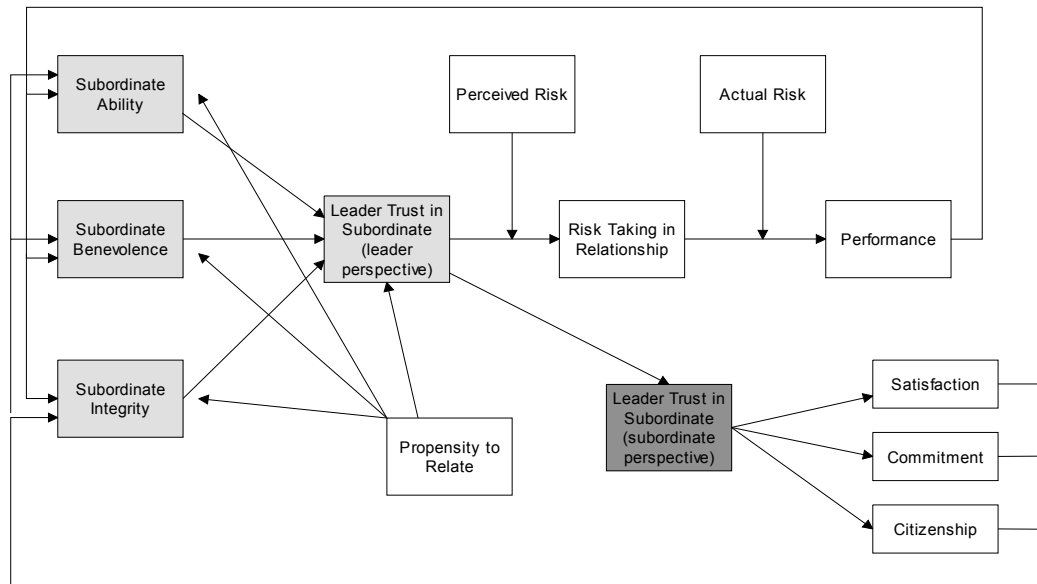 Subordinate
Ability
Perceived Risk
Actual Risk
Subordinate
Benevolence
Leader Trust in
Subordinate
(leader
perspective)
Risk Taking in
Relationship
Performance
Subordinate
Integrity
Propensity to
Relate
Leader Trust in
Subordinate
(subordinate
perspective)
Satisfaction
Commitment
Citizenship